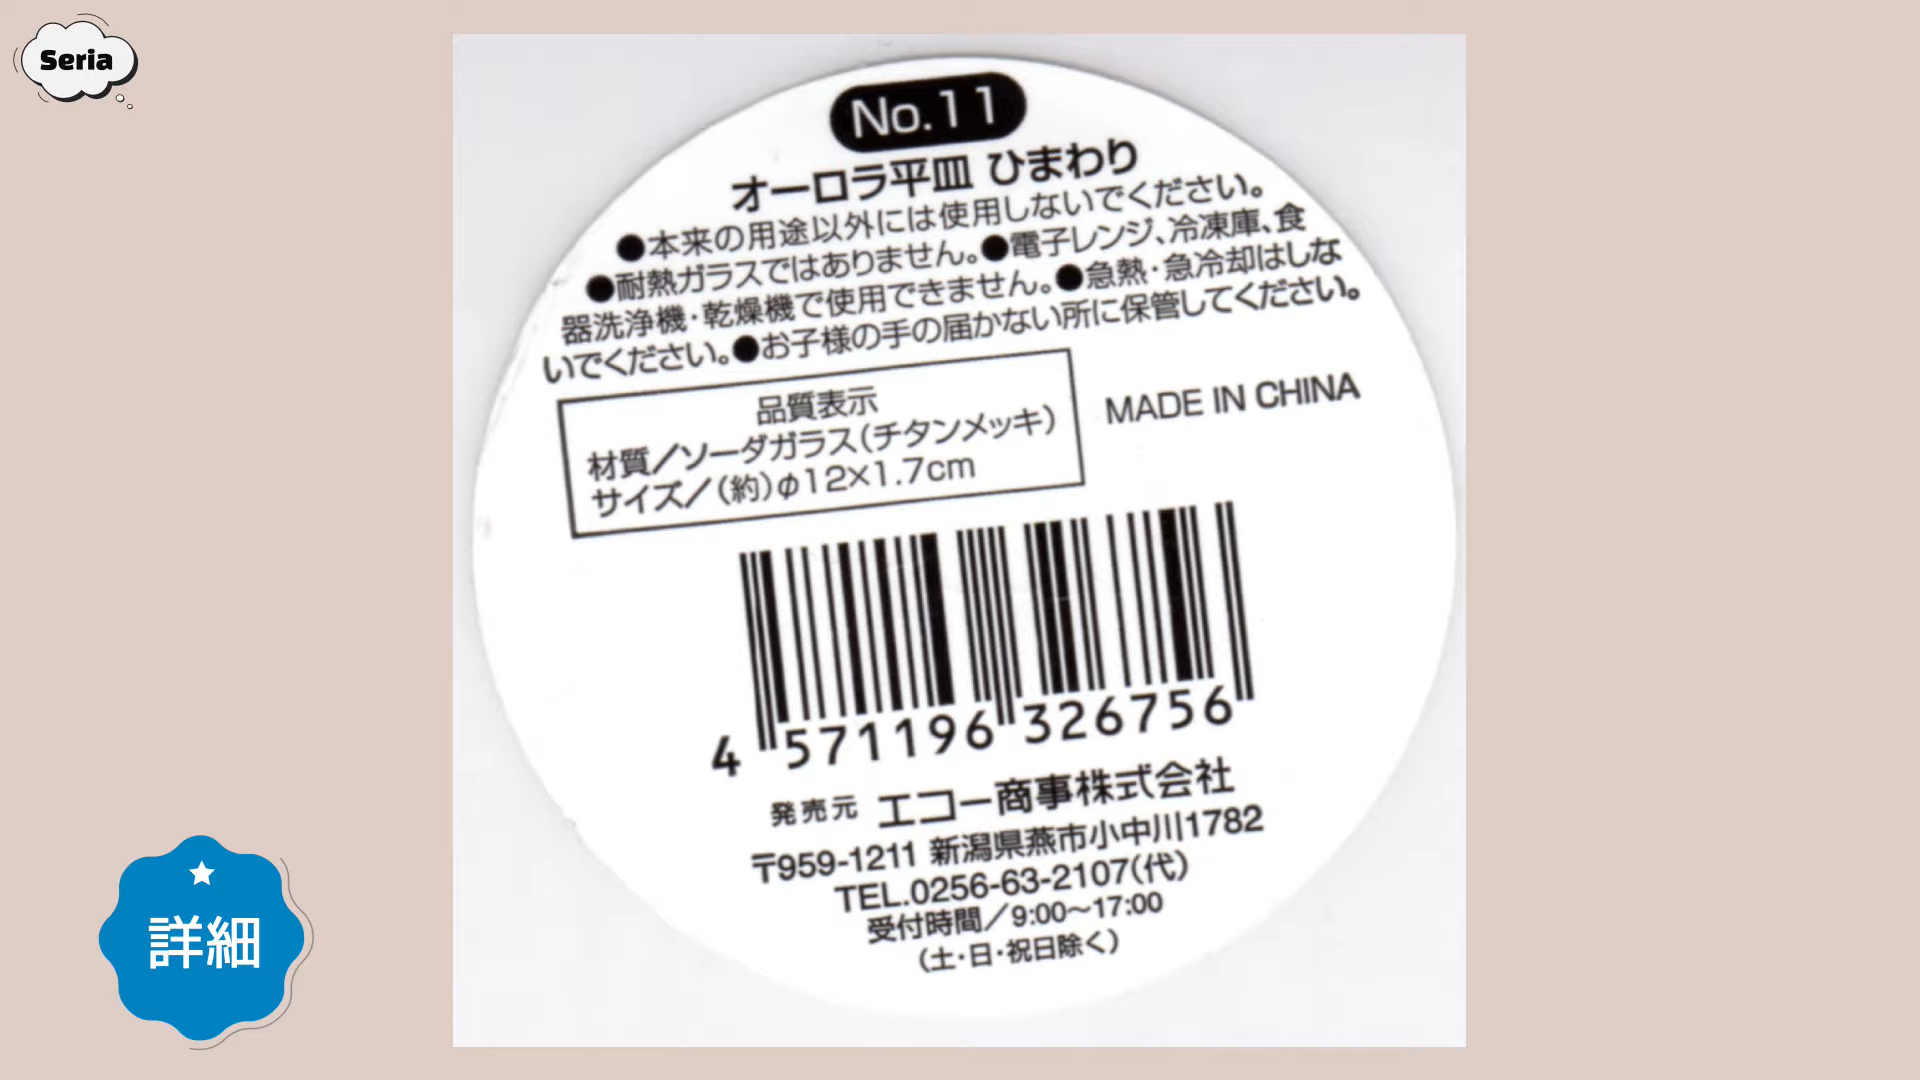 Seria
No.11
オーロラ平皿 ひまわり
●本来の用途以外には使用しないでください。
●耐熱ガラスではありません。●電子レンジ、冷凍庫、食
器洗浄機・乾燥機で使用できません。●急熱・急冷却はしな
いでください。●お子様の手の届かない所に保管してください。
品質表示
材質／ソーダガラス（チタンメッキ）
サイズ／（約）φ12×1.7cm
MADE IN CHINA
4 571196 326756
発売元 エコー商事株式会社
〒959-1211 新潟県燕市小中川1782
TEL.0256-63-2107（代）
受付時間／9:00～17:00
（土・日・祝日除く）
詳細